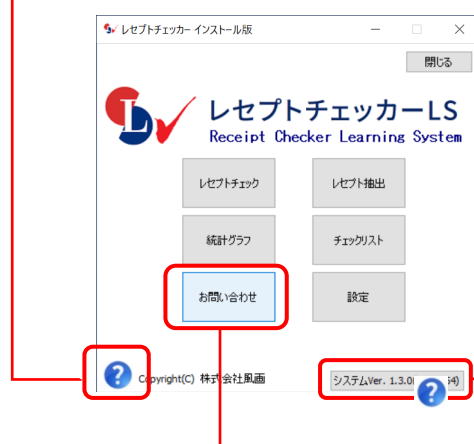 レセプトチェッカー インストール版
閉じる
レセプトチェッカーLS
Receipt Checker Learning System
レセプトチェック
レセプト抽出
統計グラフ
チェックリスト
お問い合わせ
設定
?
Copyright(C) 株式会社風画
システムVer. 1.3.0
?